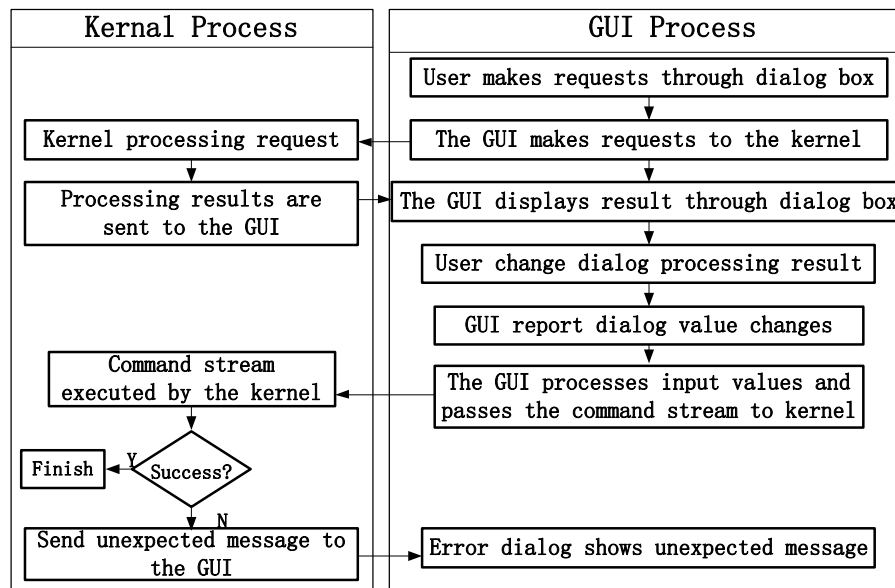 Kernal Process
GUI Process
User makes requests through dialog box
Kernel processing request
The GUI makes requests to the kernel
Processing results are
sent to the GUI
The GUI displays result through dialog box
User change dialog processing result
GUI report dialog value changes
Command stream
executed by the kernel
The GUI processes input values and
passes the command stream to kernel
Finish
Y
Success?
N
Send unexpected message to
the GUI
Error dialog shows unexpected message